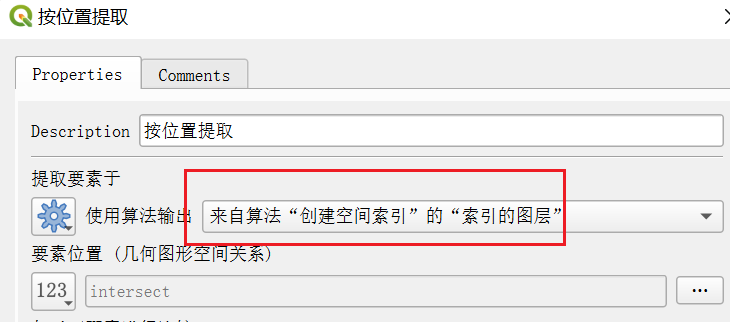 按位置提取
Properties
Comments
Description 按位置提取
提取要素于
使用算法输出 来自算法“创建空间索引”的“索引的图层”
要素位置 (几何图形空间关系)
123 intersect …